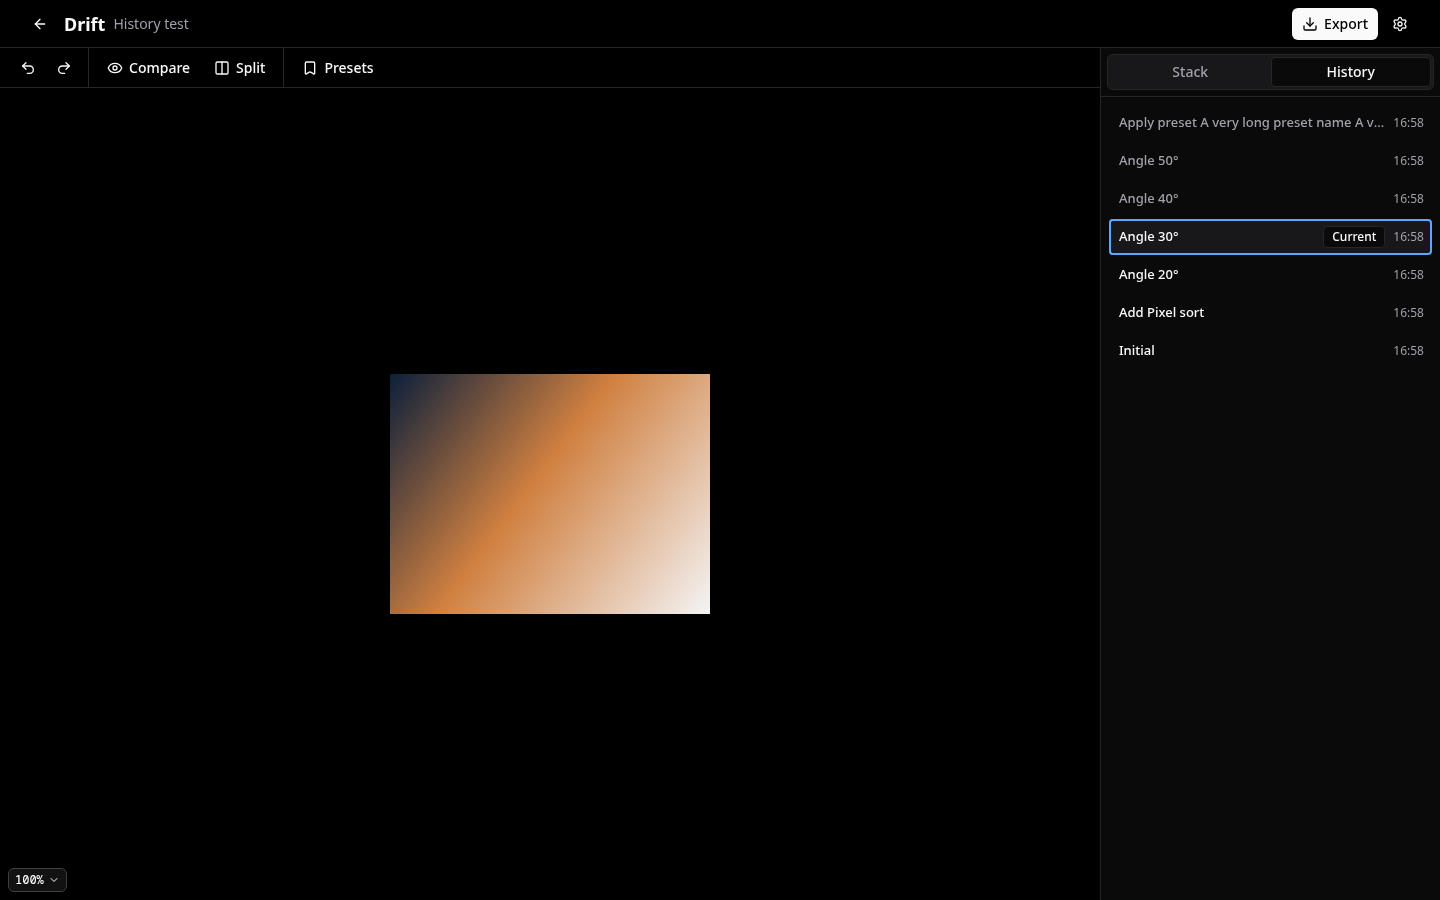 Drift History test Export
Compare Split Presets
Stack History
Apply preset A very long preset name A v... 16:58
Angle 50° 16:58
Angle 40° 16:58
Angle 30° Current 16:58
Angle 20° 16:58
Add Pixel sort 16:58
Initial 16:58
100%